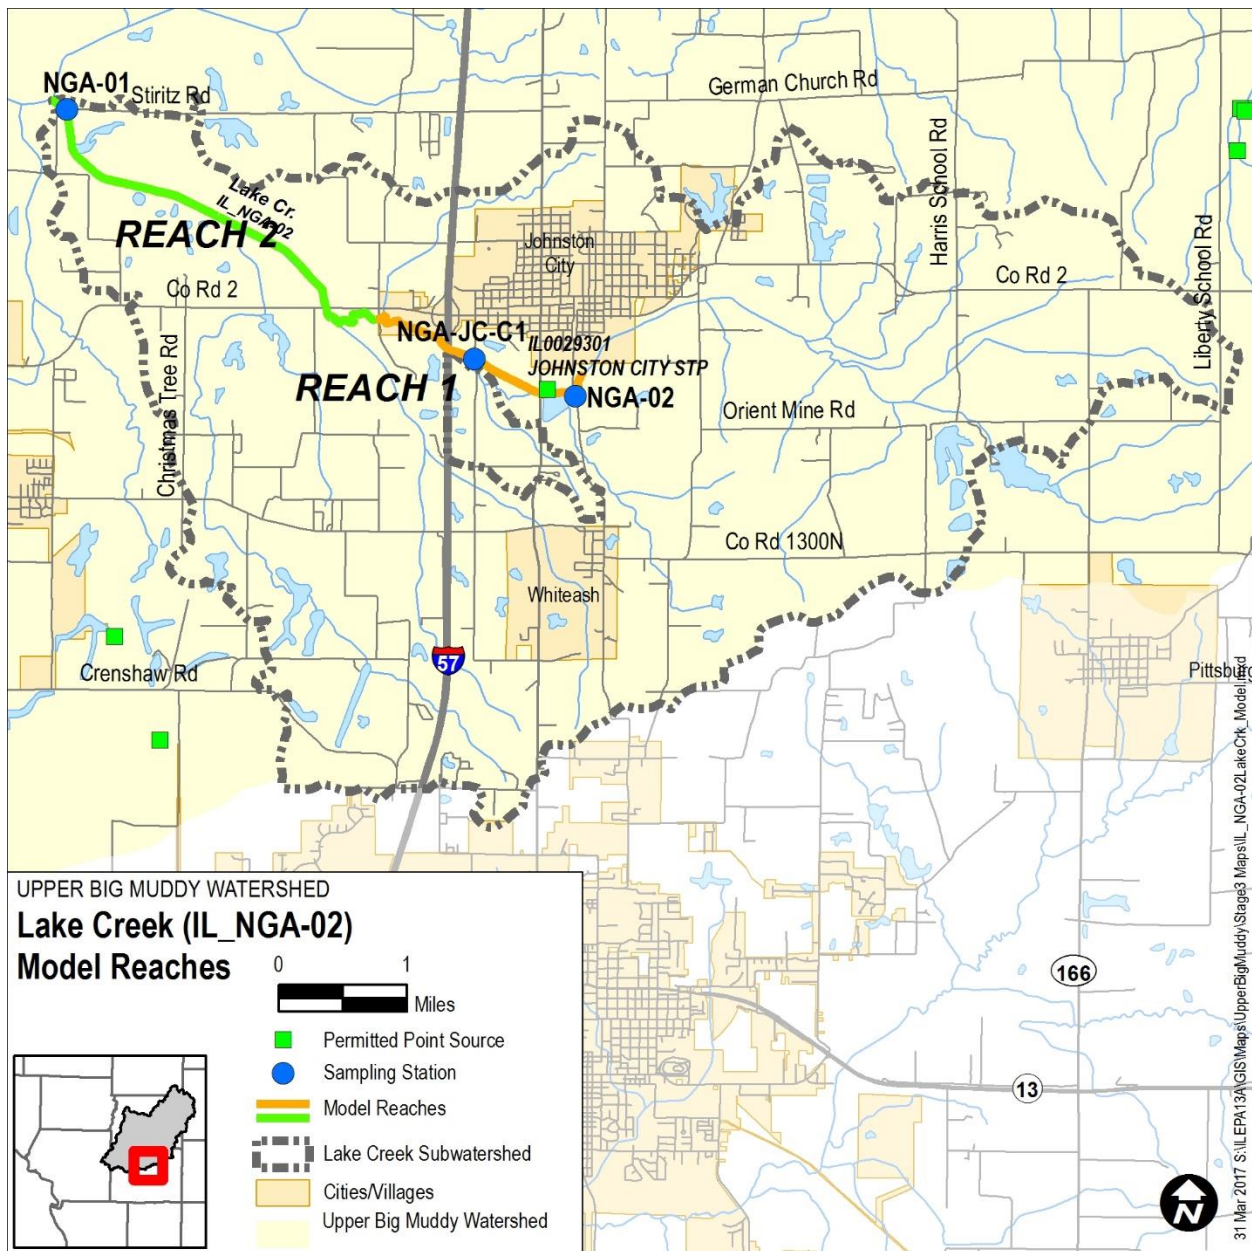 NGA-01
Stiritz Rd
German Church Rd
Harris School Rd
Liberty School Rd
Lake Cr.
IL_NGA-02
REACH 2
Johnston
City
Co Rd 2
Co Rd 2
NGA-JC-C1
IL0029301
JOHNSTON CITY STP
REACH 1
NGA-02
Orient Mine Rd
Christmas Tree Rd
Co Rd 1300N
Whiteash
57
Crenshaw Rd
Pittsburg
166
13
UPPER BIG MUDDY WATERSHED
Lake Creek (IL_NGA-02)
Model Reaches
0 1
Miles
Permitted Point Source
Sampling Station
Model Reaches
Lake Creek Subwatershed
Cities/Villages
Upper Big Muddy Watershed
N
31 Mar 2017 S:\ILEPA13A\GIS\Maps\UpperBigMuddy\Stage3 Maps\IL_NGA-02LakeCrk_Model.mxd